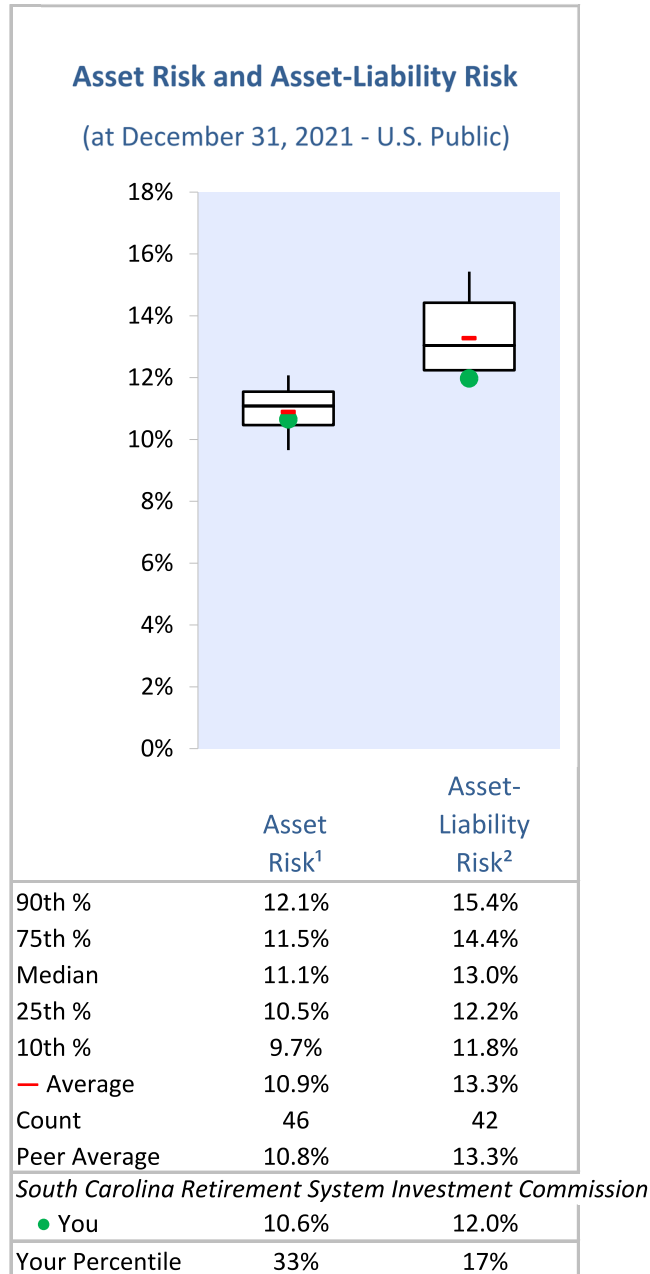 Asset Risk and Asset-Liability Risk
(at December 31, 2021 - U.S. Public)
18%
16%
14%
12%
10%
8%
6%
4%
2%
0%
Asset
Risk¹
Asset-
Liability
Risk²
90th % 12.1% 15.4%
75th % 11.5% 14.4%
Median 11.1% 13.0%
25th % 10.5% 12.2%
10th % 9.7% 11.8%
Average 10.9% 13.3%
Count 46 42
Peer Average 10.8% 13.3%
South Carolina Retirement System Investment Commission
You 10.6% 12.0%
Your Percentile 33% 17%